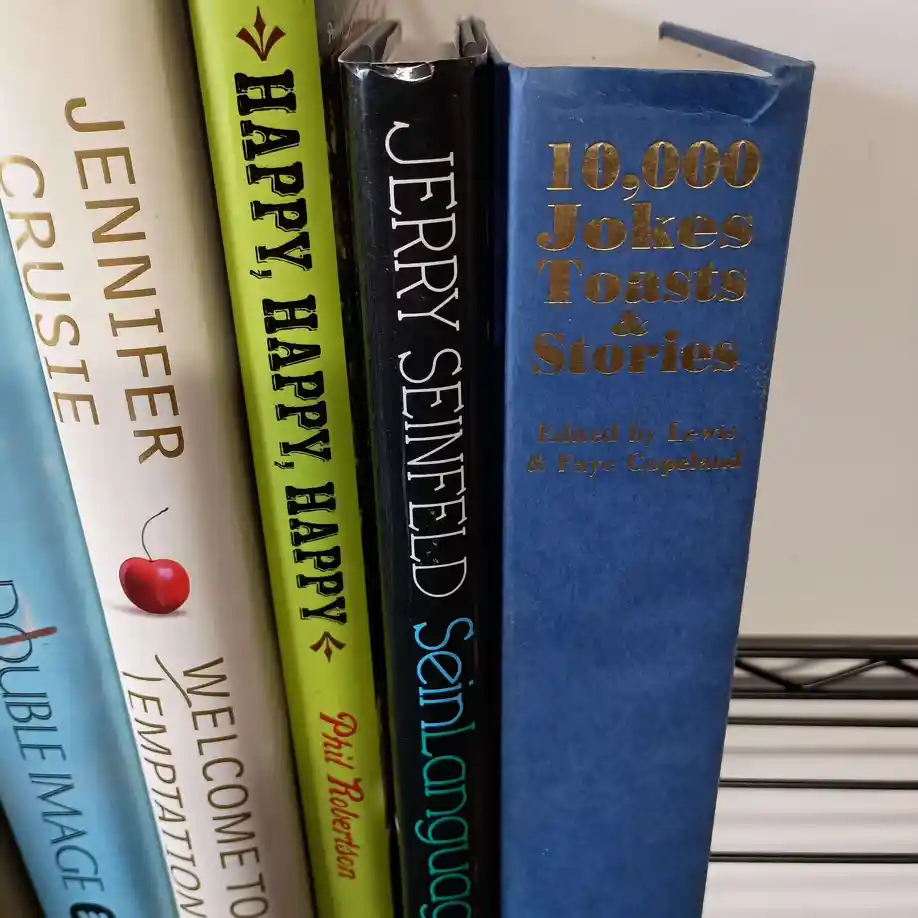 DOUBLE IMAGE
JENNIFER
CRUSIE
WELCOME TO
TEMPTATION
HAPPY, HAPPY, HAPPY
Phil Robertson
JERRY SEINFELD SeinLanguag
10,000
Jokes
Toasts
&
Stories
Edited by Lewis
& Faye Copeland